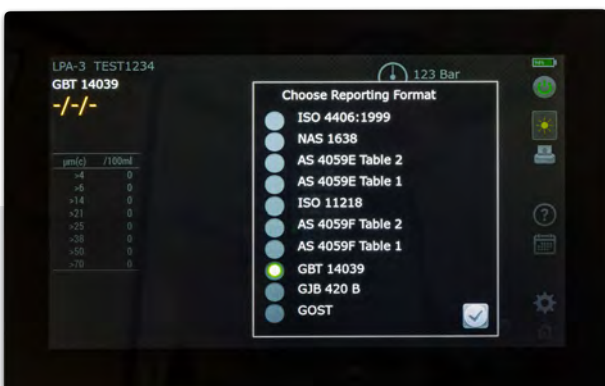 LPA-3 TEST1234
GBT 14039
-/-/-
123 Bar
µm(c) /100ml
>4 0
>6 0
>14 0
>21 0
>25 0
>38 0
>50 0
>70 0
Choose Reporting Format
ISO 4406:1999
NAS 1638
AS 4059E Table 2
AS 4059E Table 1
ISO 11218
AS 4059F Table 2
AS 4059F Table 1
GBT 14039
GJB 420 B
GOST
?